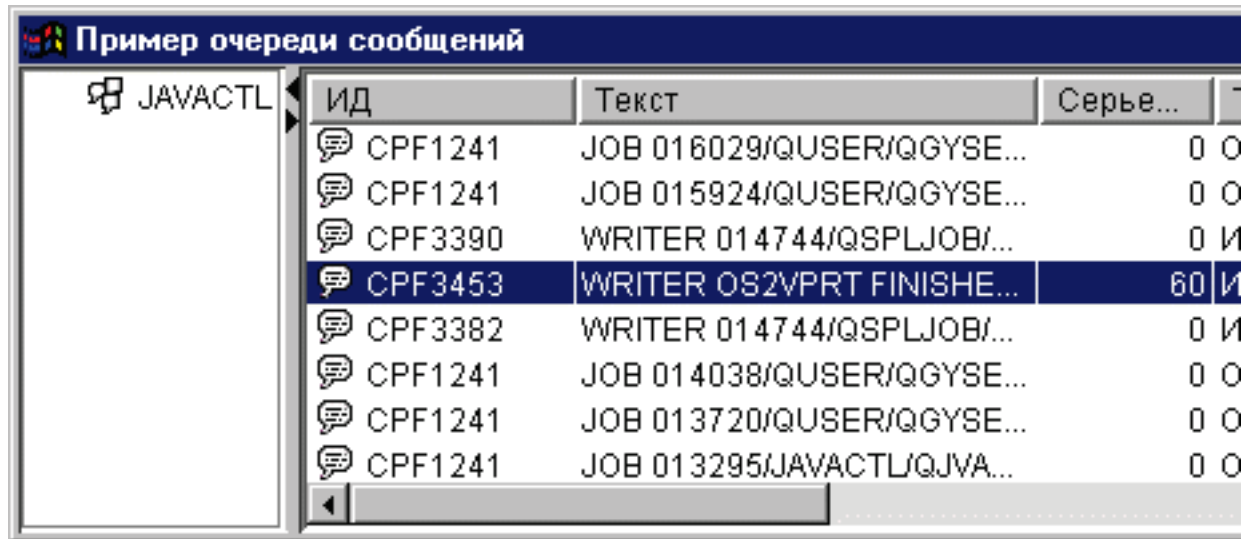 Пример очереди сообщений
JAVACTL
ИД Текст Серье... Т
CPF1241 JOB 016029/QUSER/QGYSE... 0 О
CPF1241 JOB 015924/QUSER/QGYSE... 0 О
CPF3390 WRITER 014744/QSPLJOB/... 0 И
CPF3453 WRITER OS2VPRT FINISHE... 60 И
CPF3382 WRITER 014744/QSPLJOB/... 0 И
CPF1241 JOB 014038/QUSER/QGYSE... 0 О
CPF1241 JOB 013720/QUSER/QGYSE... 0 О
CPF1241 JOB 013295/JAVACTL/QJVA... 0 О